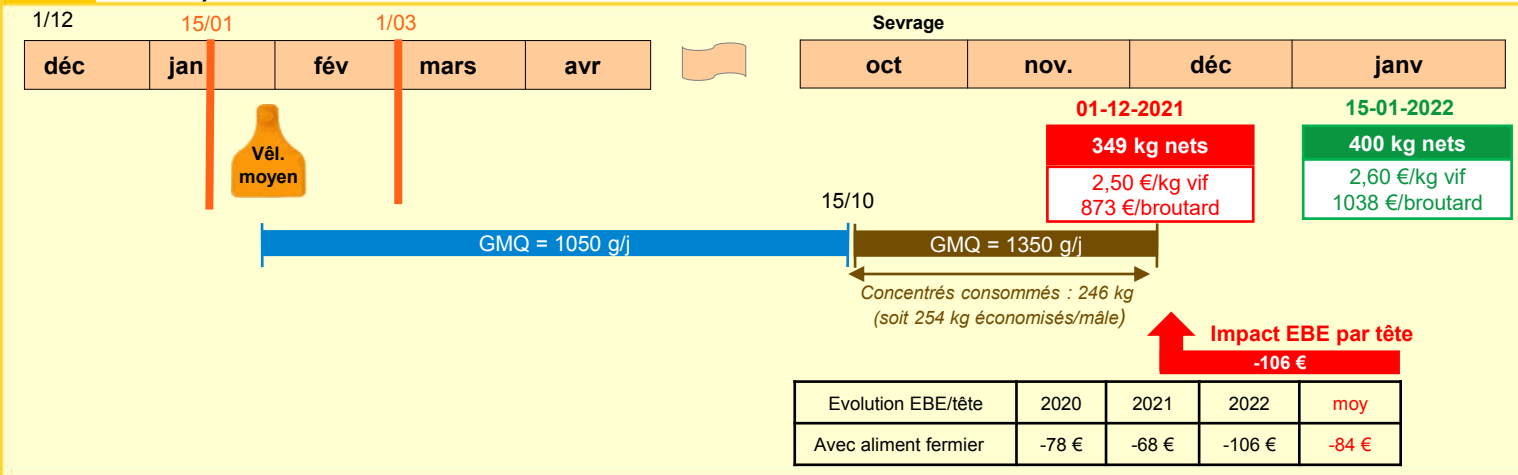 1/12
15/01
1/03
Sevrage
déc jan fév mars avr
oct nov. déc janv
Vêl.
moyen
01-12-2021
349 kg nets
2,50 €/kg vif
873 €/broutard
15-01-2022
400 kg nets
2,60 €/kg vif
1038 €/broutard
15/10
GMQ = 1050 g/j
GMQ = 1350 g/j
Concentrés consommés : 246 kg
(soit 254 kg économisés/mâle)
Impact EBE par tête
-106 €
Evolution EBE/tête 2020 2021 2022 moy
Avec aliment fermier -78 € -68 € -106 € -84 €